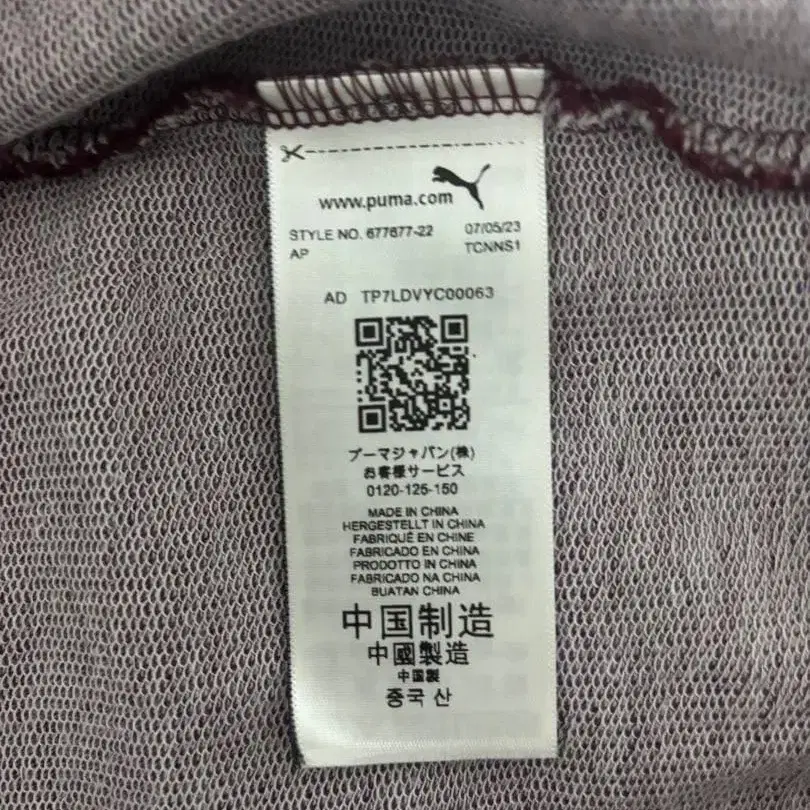 www.puma.com
STYLE NO. 677677-22 07/05/23
AP TCNNS1
AD TP7LDVYC00063
プーマジャパン(株)
お客様サービス
0120-125-150
MADE IN CHINA
HERGESTELLT IN CHINA
FABRIQUÉ EN CHINE
FABRICADO EN CHINA
PRODOTTO IN CHINA
FABRICADO NA CHINA
BUATAN CHINA
中国制造
中國製造
中国製
중국 산